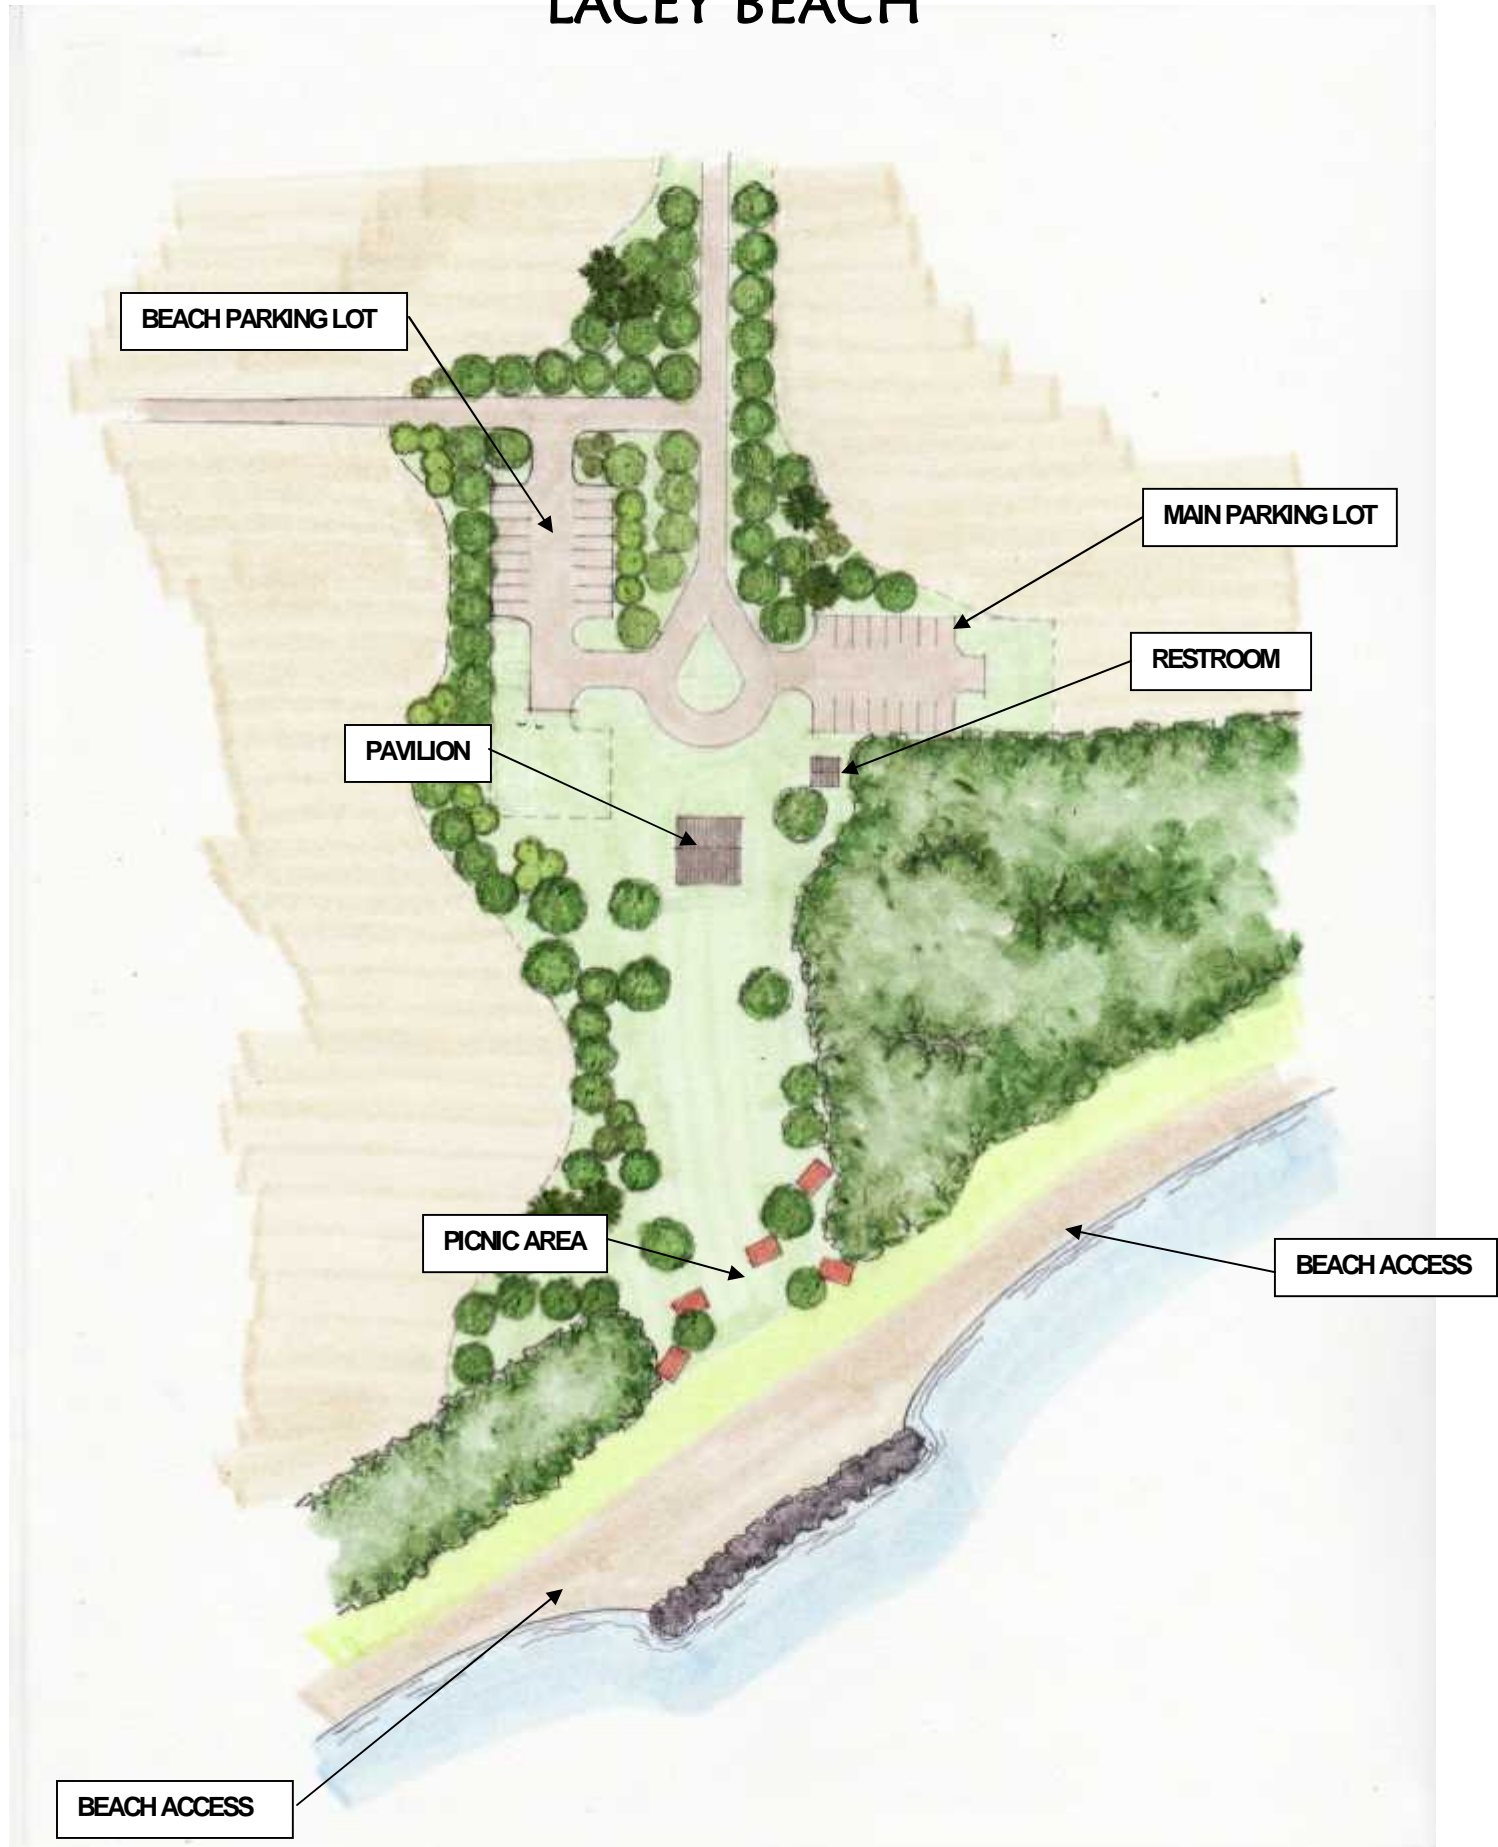 LACEY BEACH
BEACH PARKING LOT
MAIN PARKING LOT
RESTROOM
PAVILION
PICNIC AREA
BEACH ACCESS
BEACH ACCESS